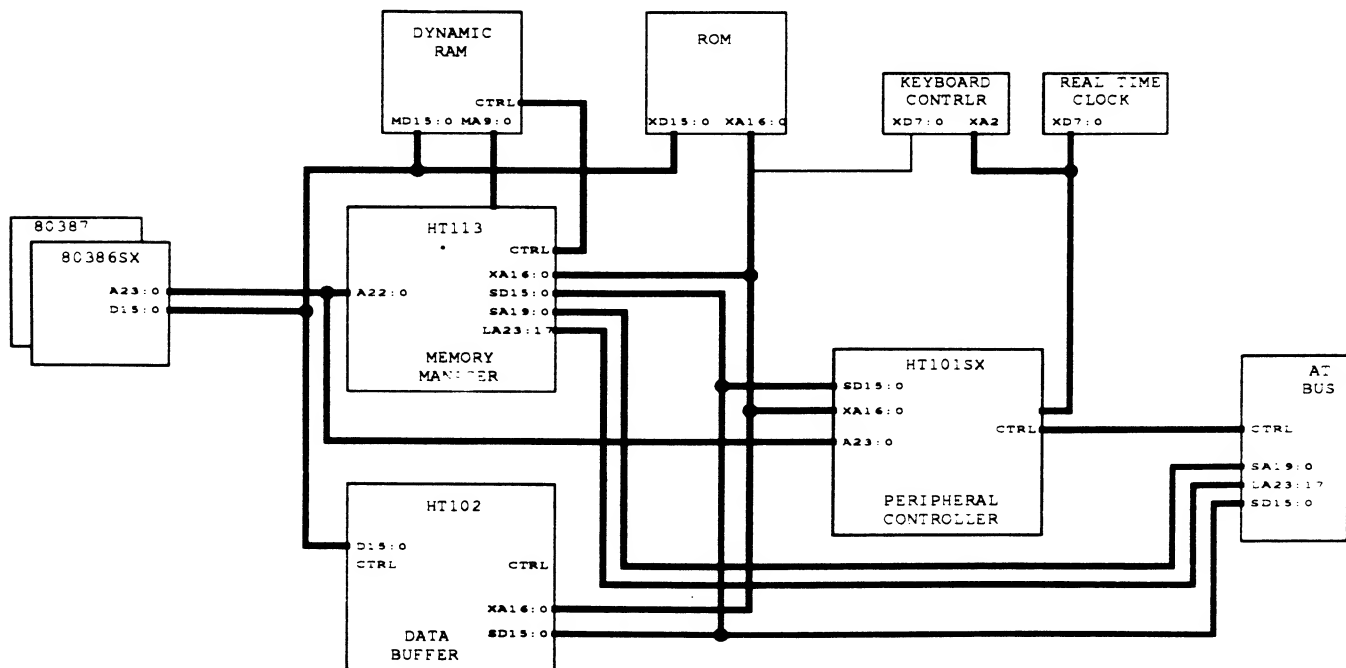 DYNAMIC
RAM
CTRL
MD15:0 MA9:0
ROM
XD15:0 XA16:0
KEYBOARD
CONTRLR
XD7:0 XA2
REAL TIME
CLOCK
XD7:0
80387
80386SX
A23:0
D15:0
HT113
CTRL
XA16:0
A22:0
SD15:0
SA19:0
LA23:17
MEMORY
HT101SX
SD15:0
XA16:0
CTRL
A23:0
PERIPHERAL
CONTROLLER
AT
BUS
CTRL
SA19:0
LA23:17
SD15:0
HT102
D15:0
CTRL CTRL
XA16:0
SD15:0
DATA
BUFFER